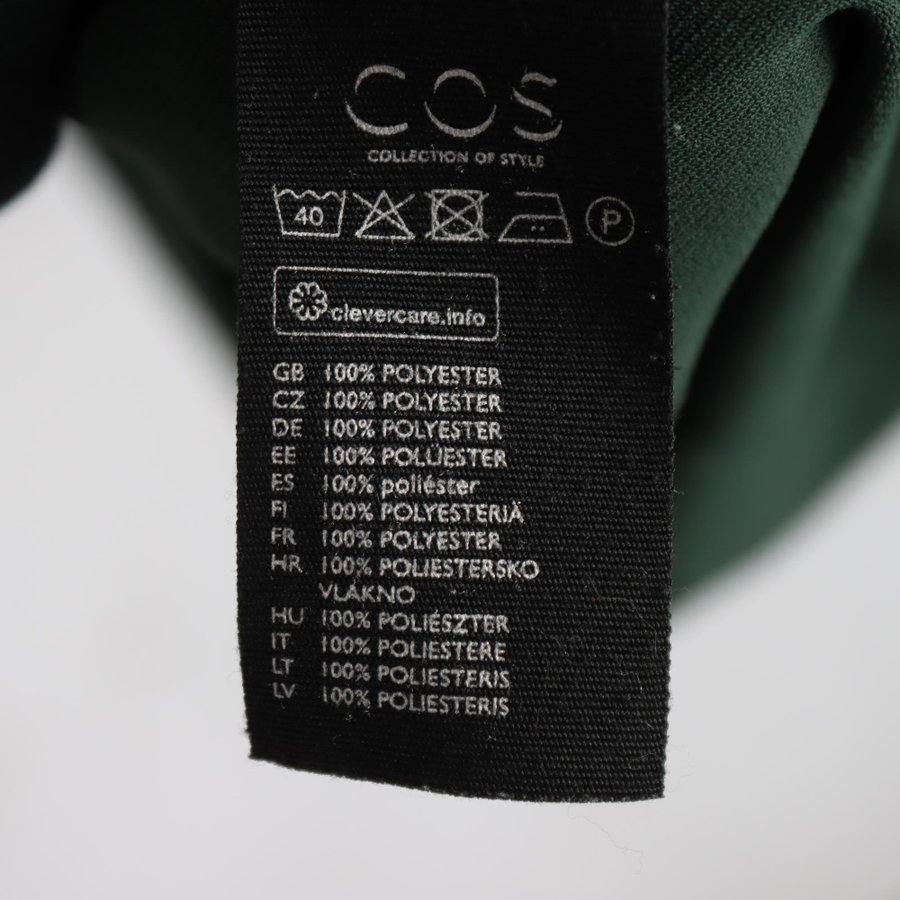 COS
COLLECTION OF STYLE
40 P
clevercare.info
GB 100% POLYESTER
CZ 100% POLYESTER
DE 100% POLYESTER
EE 100% POLÜESTER
ES 100% poliéster
FI 100% POLYESTERIÄ
FR 100% POLYESTER
HR 100% POLIESTERSKO
VLAKNO
HU 100% POLIÉSZTER
IT 100% POLIESTERE
LT 100% POLIESTERIS
LV 100% POLIESTERIS